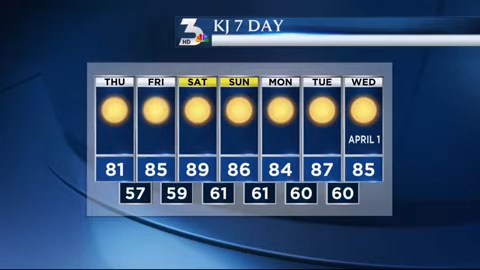 3
HD
KJ 7 DAY
THU FRI SAT SUN MON TUE WED
APRIL 1
81 85 89 86 84 87 85
57 59 61 61 60 60